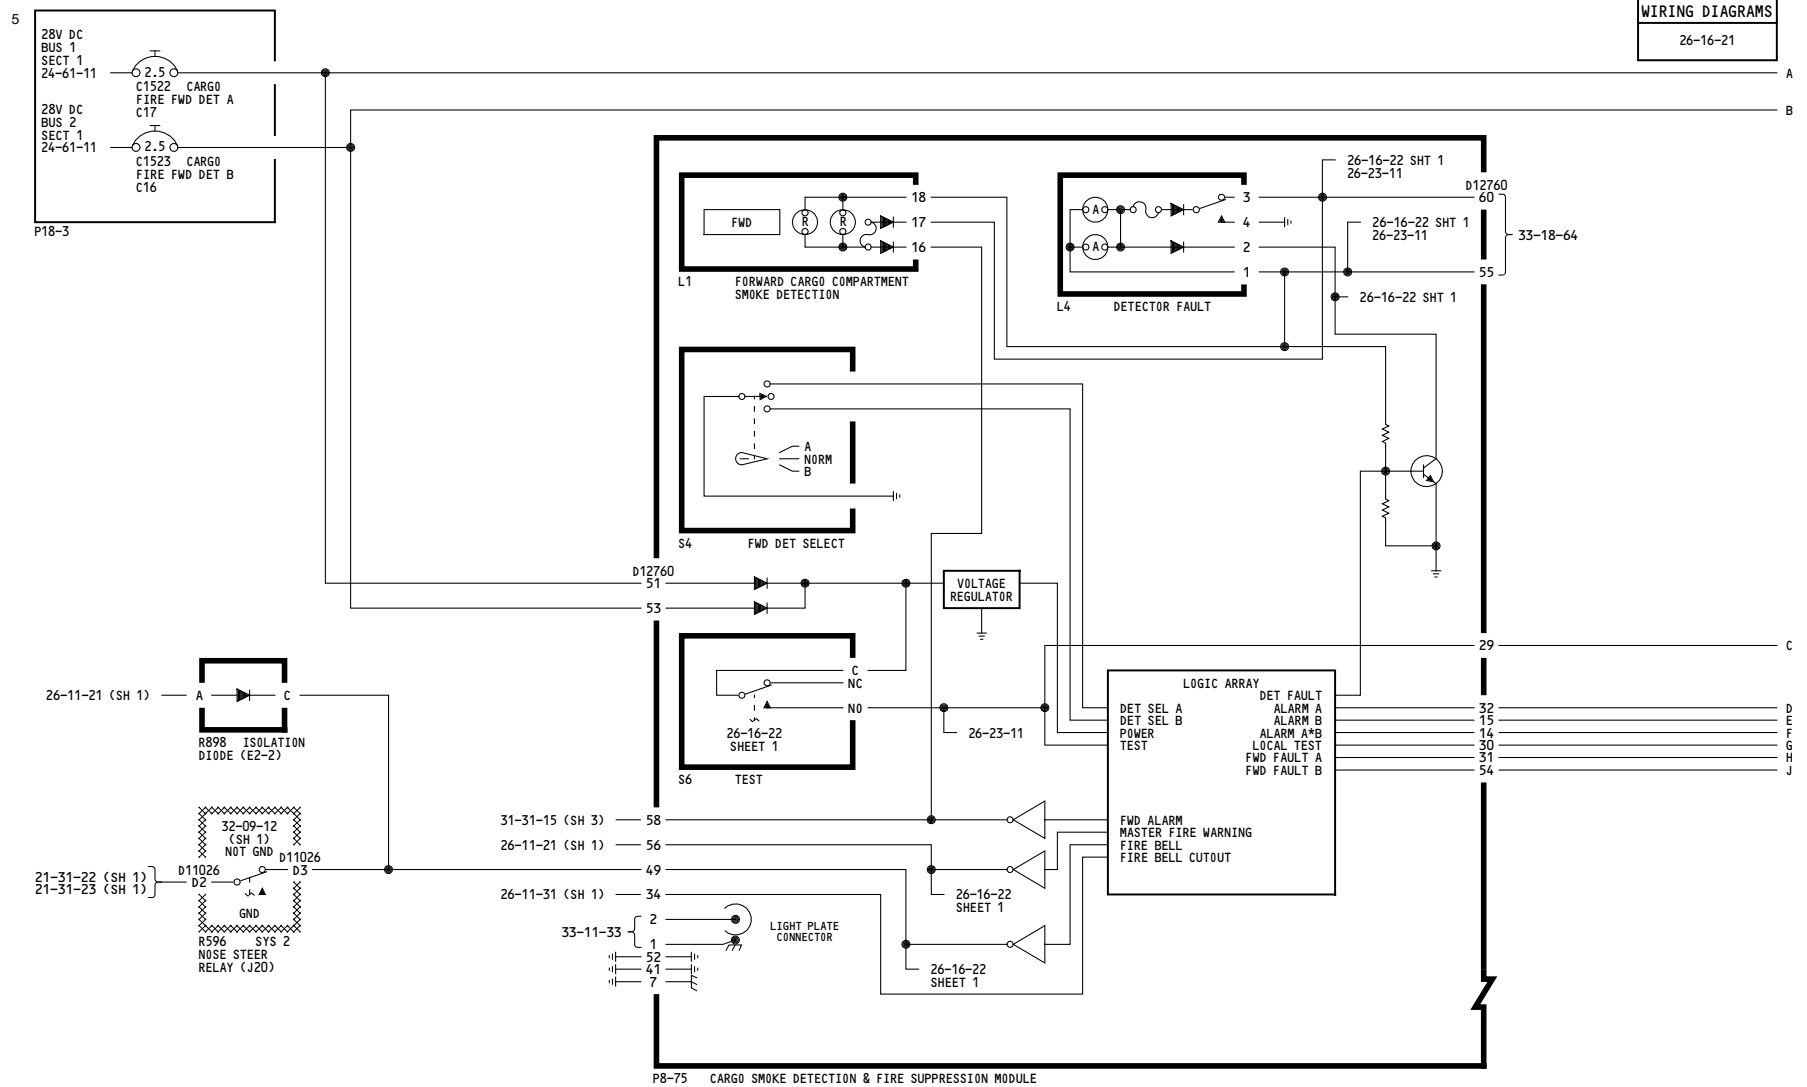 5
WIRING DIAGRAMS
26-16-21
28V DC
BUS 1
SECT 1
24-61-11
2.5
C1522 CARGO
FIRE FWD DET A
C17
28V DC
BUS 2
SECT 1
24-61-11
2.5
C1523 CARGO
FIRE FWD DET B
C16
P18-3
A
B
FWD
R
R
18
17
16
L1 FORWARD CARGO COMPARTMENT
SMOKE DETECTION
A
A
3
4
2
1
L4 DETECTOR FAULT
26-16-22 SHT 1
26-23-11
D12760
60
26-16-22 SHT 1
26-23-11
33-18-64
55
26-16-22 SHT 1
A
NORM
B
S4 FWD DET SELECT
D12760
51
53
VOLTAGE
REGULATOR
C
NC
NO
26-16-22
SHEET 1
S6 TEST
26-23-11
29
C
LOGIC ARRAY
DET FAULT
DET SEL A
DET SEL B
POWER
TEST
ALARM A
ALARM B
ALARM A*B
LOCAL TEST
FWD FAULT A
FWD FAULT B
32
15
14
30
31
54
D
E
F
G
H
J
FWD ALARM
MASTER FIRE WARNING
FIRE BELL
FIRE BELL CUTOUT
26-11-21 (SH 1)
A
C
R898 ISOLATION
DIODE (E2-2)
32-09-12
(SH 1)
NOT GND
D11026
D2
D11026
D3
GND
21-31-22 (SH 1)
21-31-23 (SH 1)
R596 SYS 2
NOSE STEER
RELAY (J20)
31-31-15 (SH 3)
58
26-11-21 (SH 1)
56
49
26-11-31 (SH 1)
34
33-11-33
2
1
52
41
7
LIGHT PLATE
CONNECTOR
26-16-22
SHEET 1
26-16-22
SHEET 1
P8-75 CARGO SMOKE DETECTION & FIRE SUPPRESSION MODULE